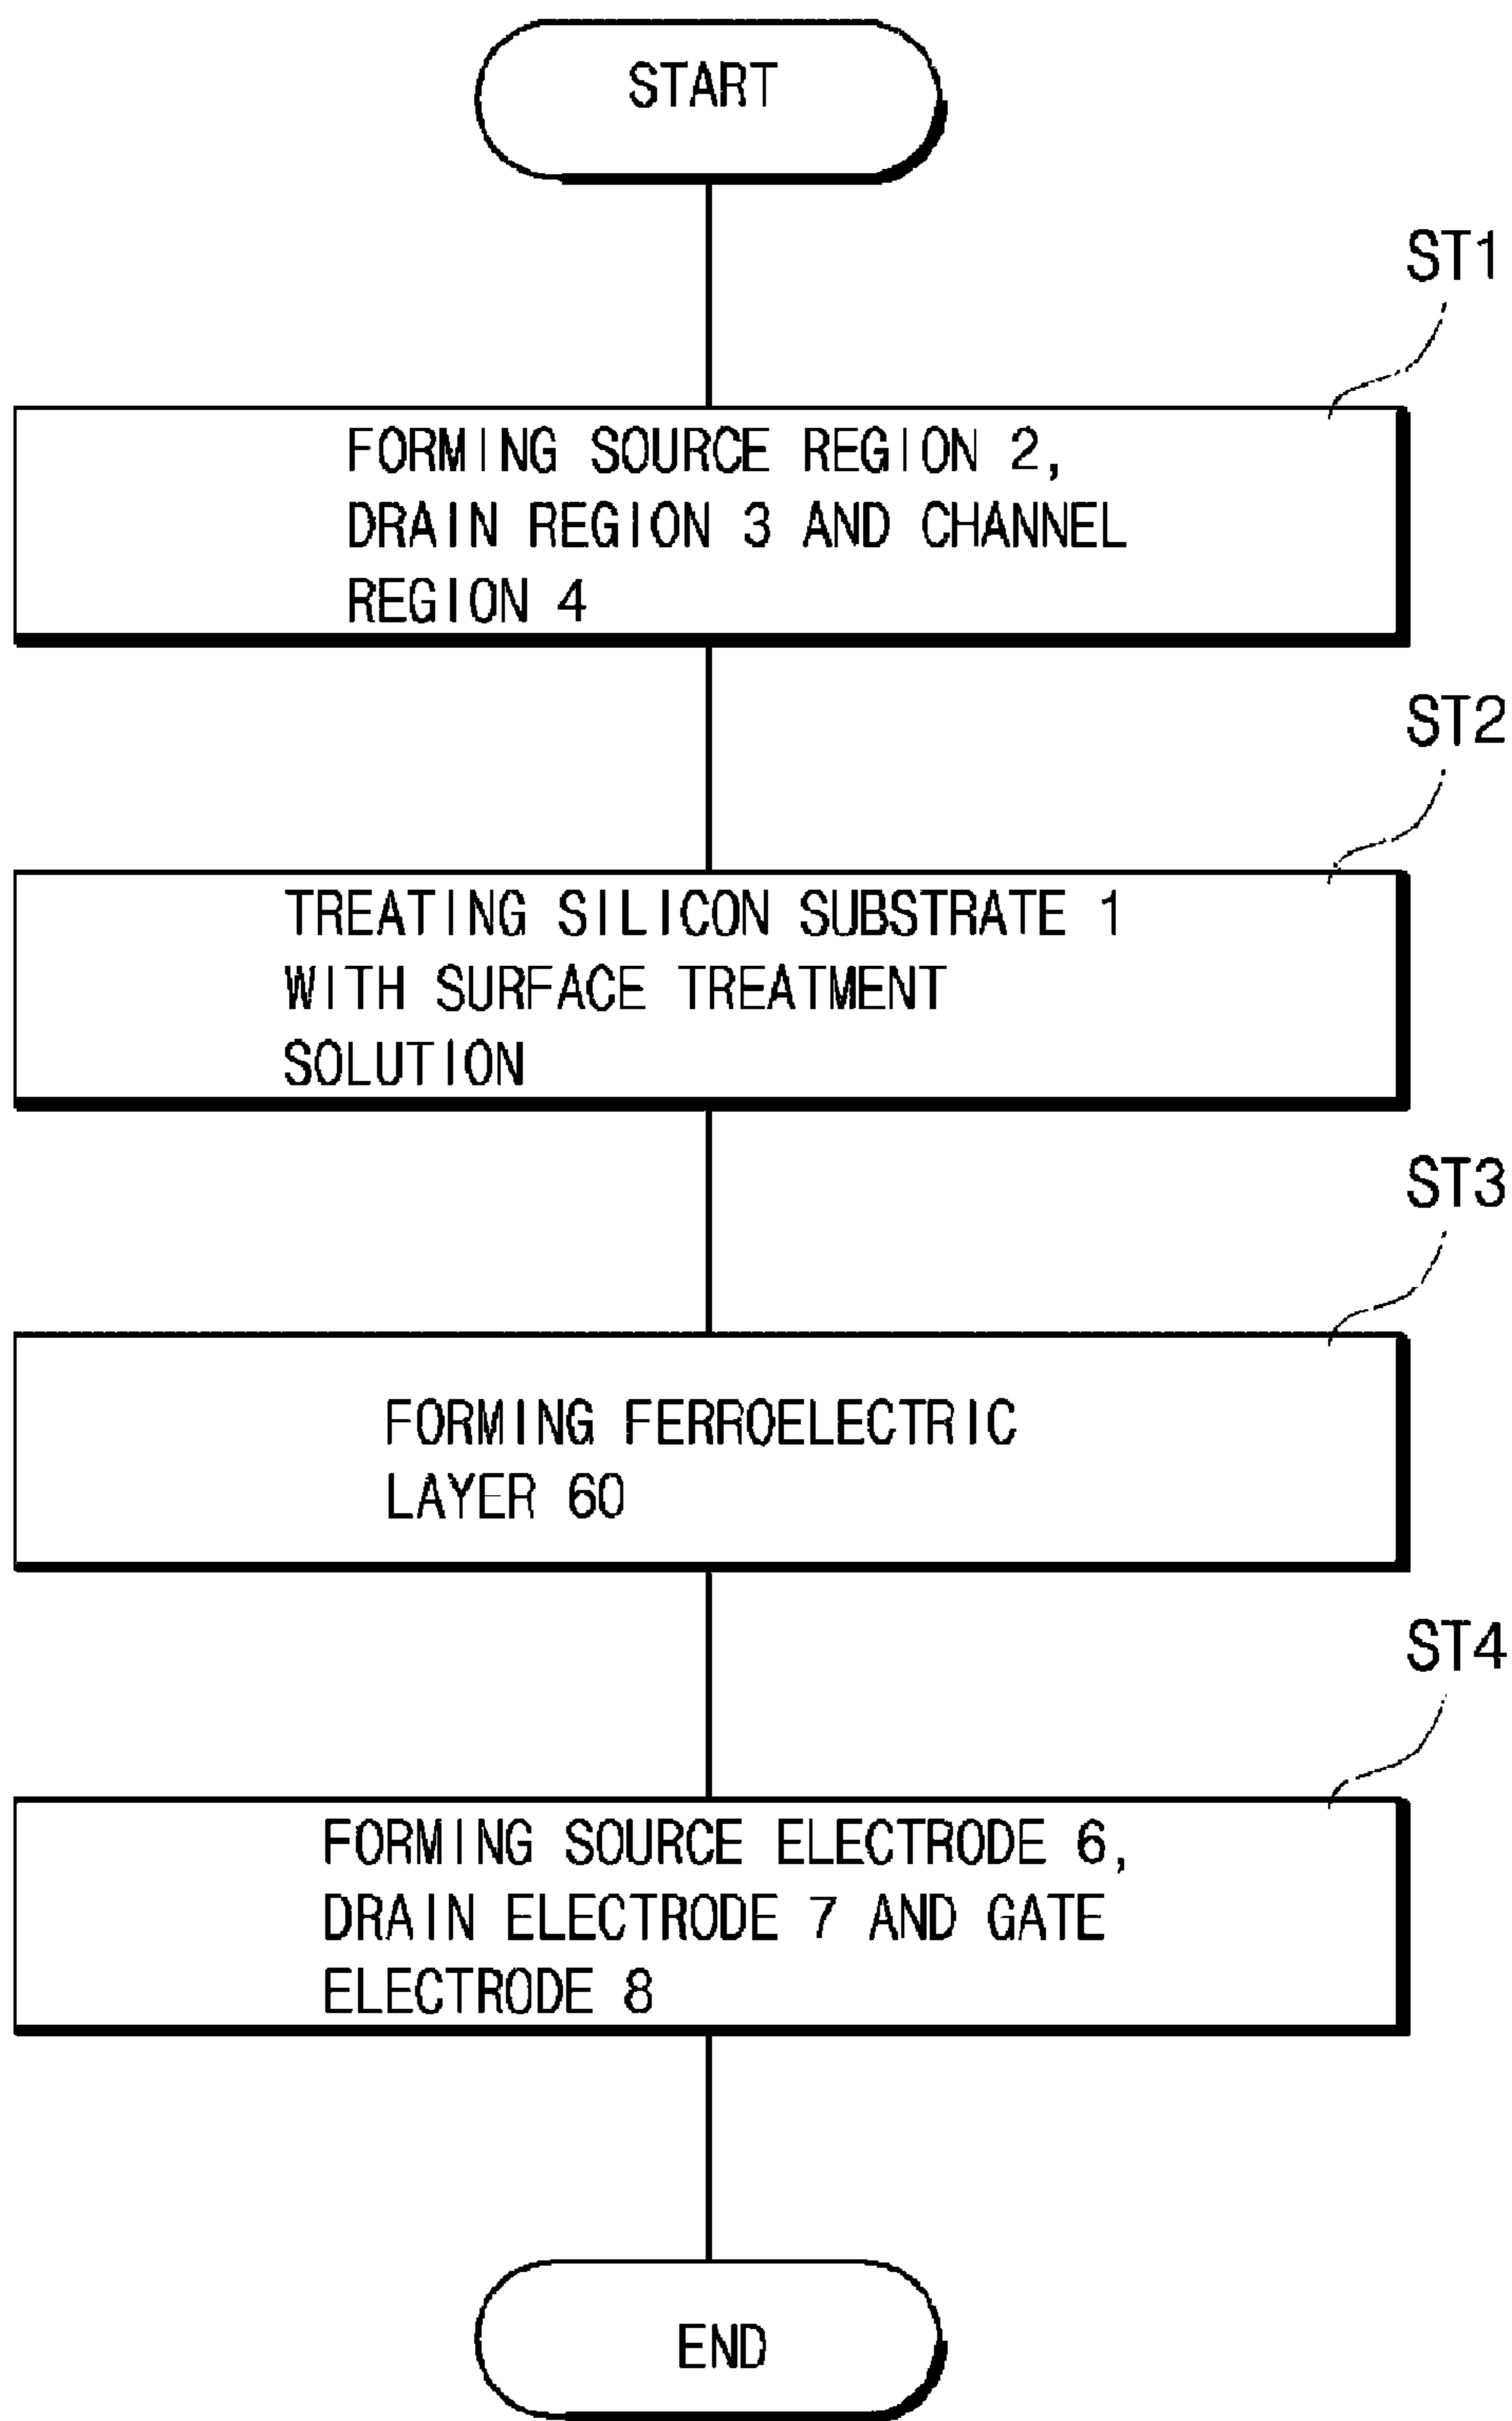 START
ST1
FORMING SOURCE REGION 2,
DRAIN REGION 3 AND CHANNEL
REGION 4
ST2
TREATING SILICON SUBSTRATE 1
WITH SURFACE TREATMENT
SOLUTION
ST3
FORMING FERROELECTRIC
LAYER 60
ST4
FORMING SOURCE ELECTRODE 6,
DRAIN ELECTRODE 7 AND GATE
ELECTRODE 8
END